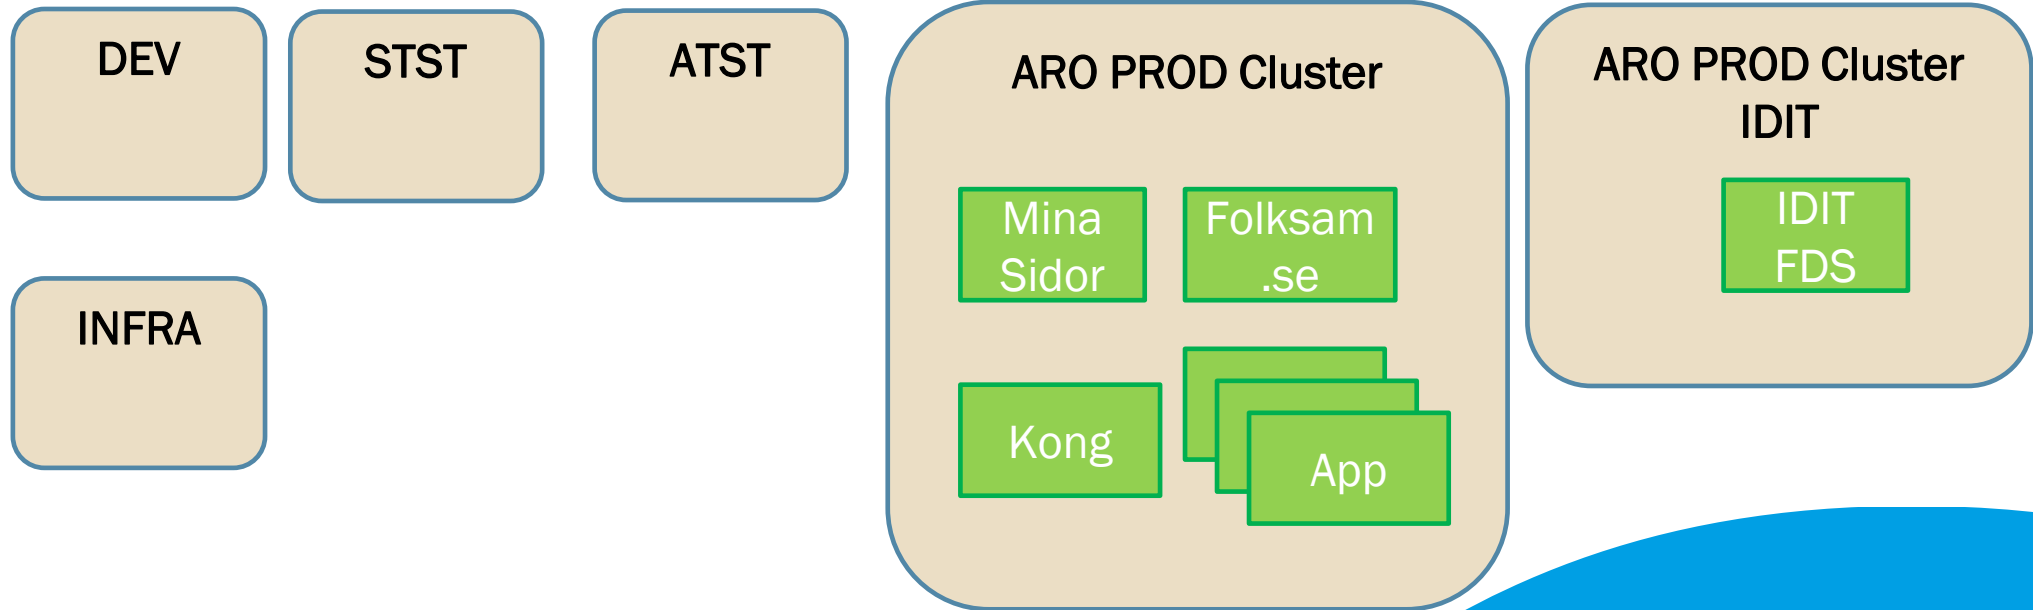 DEV
STST
ATST
INFRA
ARO PROD Cluster
Mina
Sidor
Folksam
.se
Kong
App
ARO PROD Cluster
IDIT
IDIT
FDS